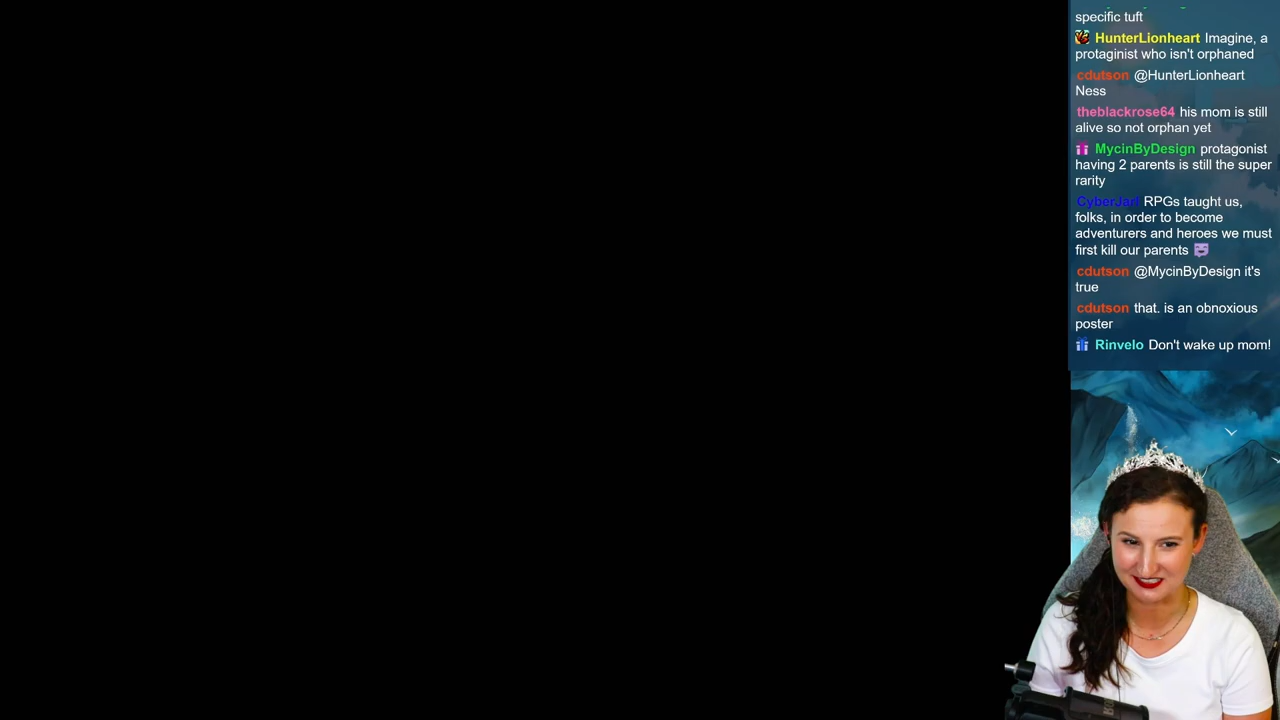 specific tuft
HunterLionheart Imagine, a
protaginist who isn't orphaned
cdutson @HunterLionheart
Ness
theblackrose64 his mom is still
alive so not orphan yet
MycinByDesign protagonist
having 2 parents is still the super
rarity
CyberJarl RPGs taught us,
folks, in order to become
adventurers and heroes we must
first kill our parents
cdutson @MycinByDesign it's
true
cdutson that. is an obnoxious
poster
Rinvelo Don't wake up mom!